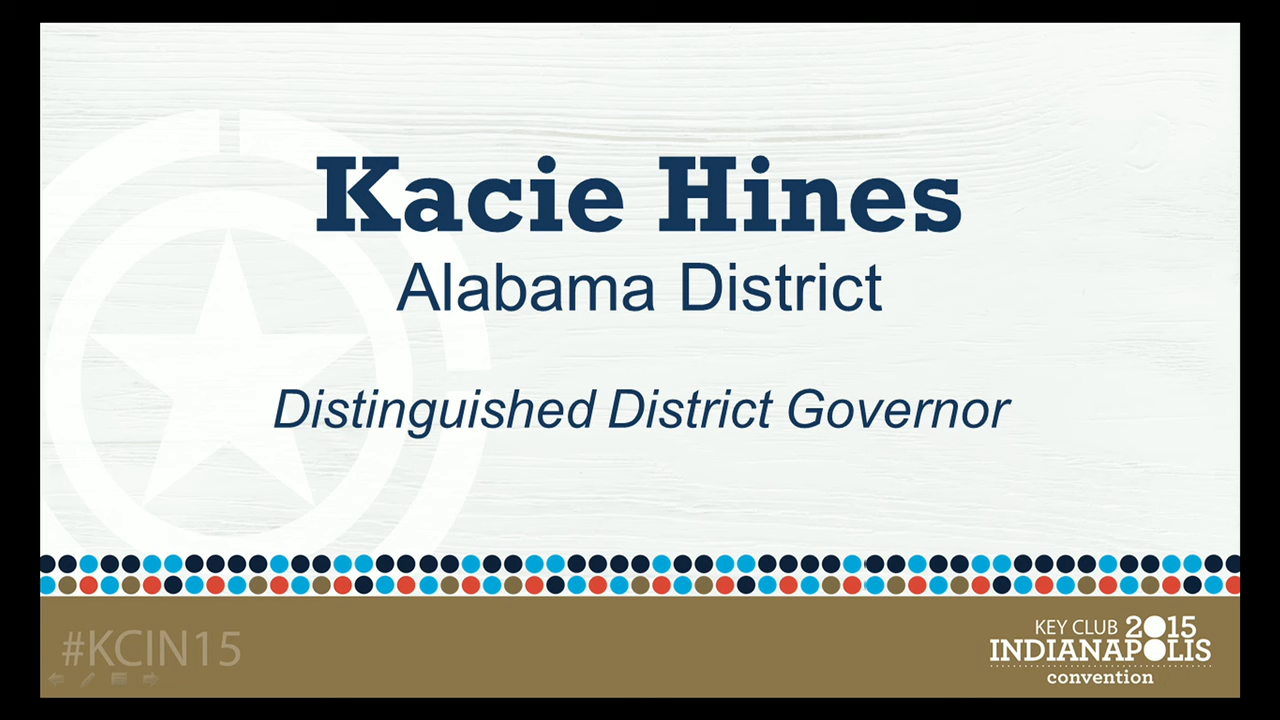 Kacie Hines
Alabama District
Distinguished District Governor
#KCIN15
KEY CLUB 2015
INDIANAPOLIS
convention